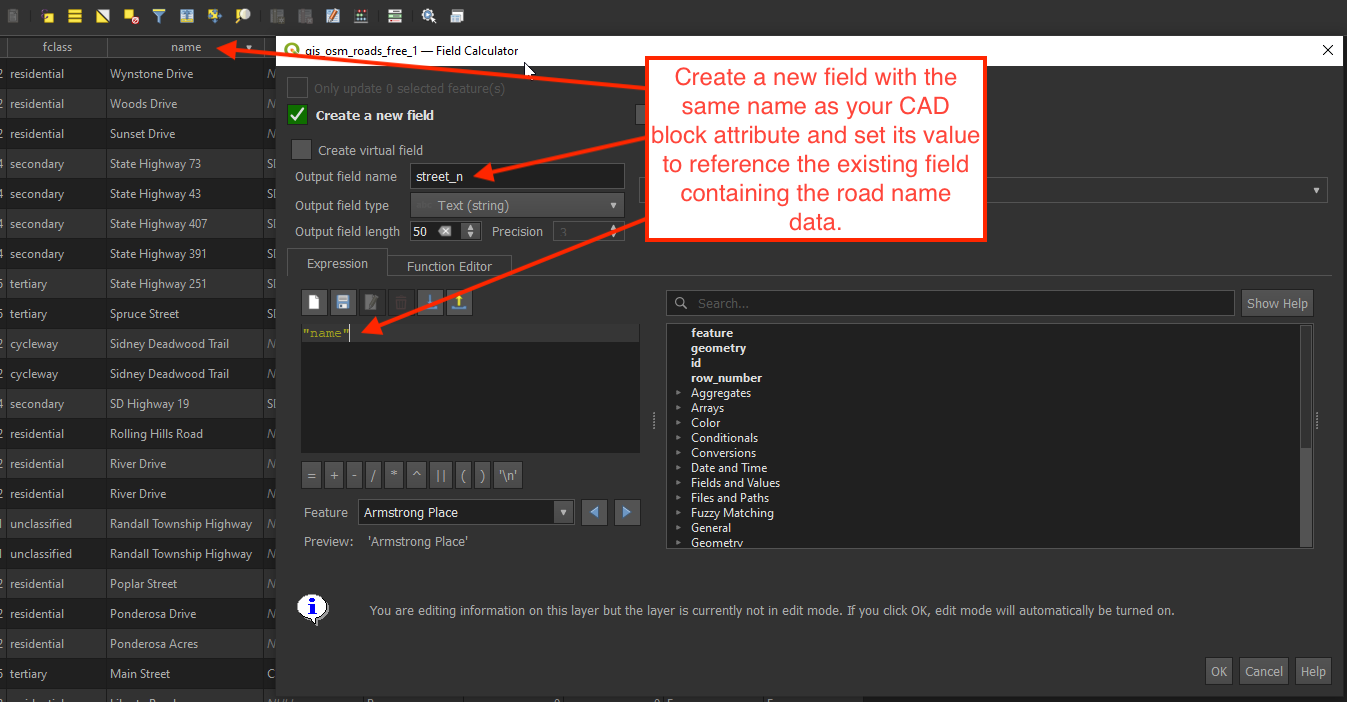 fclass name
gis_osm_roads_free_1 — Field Calculator
2 residential Wynstone Drive
2 residential Woods Drive
2 residential Sunset Drive
4 secondary State Highway 73
4 secondary State Highway 43
4 secondary State Highway 407
4 secondary State Highway 391
5 tertiary State Highway 251
5 tertiary Spruce Street
2 cycleway Sidney Deadwood Trail
2 cycleway Sidney Deadwood Trail
4 secondary SD Highway 19
2 residential Rolling Hills Road
2 residential River Drive
2 residential River Drive
1 unclassified Randall Township Highway
1 unclassified Randall Township Highway
2 residential Poplar Street
2 residential Ponderosa Drive
2 residential Ponderosa Acres
5 tertiary Main Street
Only update 0 selected feature(s)
Create a new field
Create virtual field
Output field name street_n
Output field type Text (string)
Output field length 50 Precision 3
Create a new field with the
same name as your CAD
block attribute and set its value
to reference the existing field
containing the road name
data.
Expression Function Editor
"name"
= + - / * ^ || ( ) '\n'
Feature Armstrong Place
Preview: 'Armstrong Place'
Search... Show Help
feature
geometry
id
row_number
Aggregates
Arrays
Color
Conditionals
Conversions
Date and Time
Fields and Values
Files and Paths
Fuzzy Matching
General
Geometry
You are editing information on this layer but the layer is currently not in edit mode. If you click OK, edit mode will automatically be turned on.
OK Cancel Help